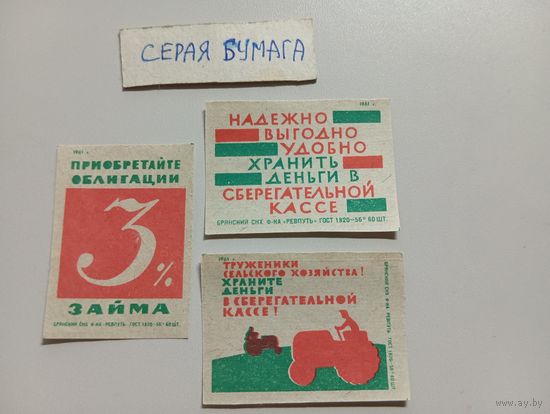 СЕРАЯ БУМАГА
1961 г.
НАДЕЖНО
ВЫГОДНО
УДОБНО
ХРАНИТЬ
ДЕНЬГИ В
СБЕРЕГАТЕЛЬНОЙ
КАССЕ
БРЯНСКИЙ СНХ Ф-КА „РЕВПУТЬ" ГОСТ 1820-56 г. 60 ШТ.
1961 г.
ПРИОБРЕТАЙТЕ
ОБЛИГАЦИИ
3%
ЗАЙМА
БРЯНСКИЙ СНХ Ф-КА „РЕВПУТЬ" ГОСТ 1820-56 г. 60 ШТ.
1961 г.
ТРУЖЕНИКИ
СЕЛЬСКОГО ХОЗЯЙСТВА!
ХРАНИТЕ
ДЕНЬГИ
В СБЕРЕГАТЕЛЬНОЙ
КАССЕ!
БРЯНСКИЙ СНХ Ф-КА „РЕВПУТЬ" ГОСТ 1820-56 г. 60 ШТ.
www.ay.by